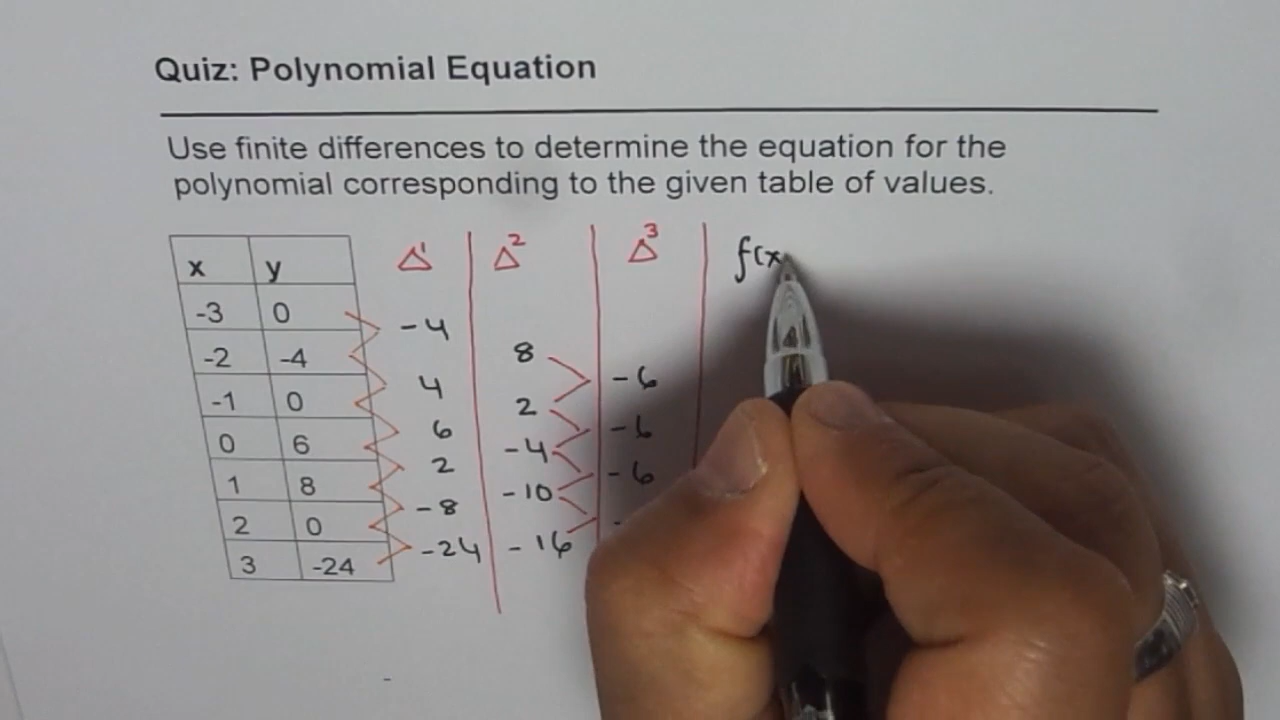 Quiz: Polynomial Equation
Use finite differences to determine the equation for the
polynomial corresponding to the given table of values.
x y Δ¹ Δ² Δ³ f(x
-3 0
-4
-2 -4 8
4 -6
-1 0 2
6 -6
0 6 -4
2 -6
1 8 -10
-8 -
2 0 -16
-24
3 -24